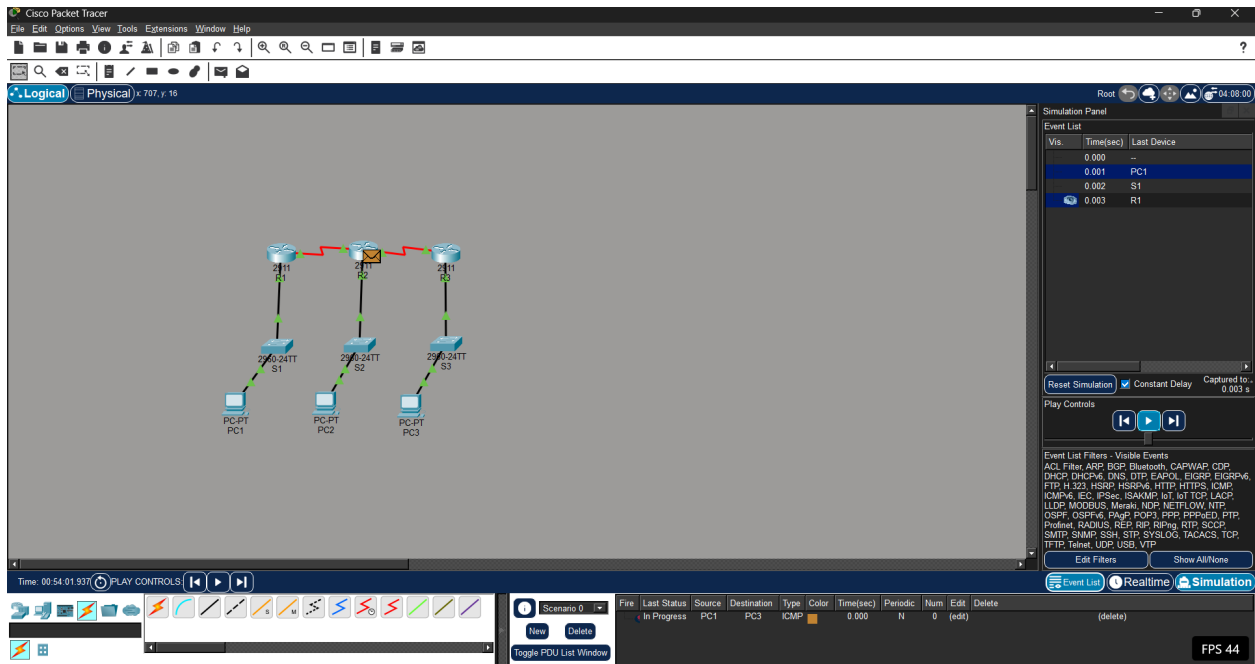 Cisco Packet Tracer
File Edit Options View Tools Extensions Window Help
?
Logical Physical x: 707, y: 16
Root 04:08:00
Simulation Panel
Event List
Vis. Time(sec) Last Device
0.000 --
0.001 PC1
0.002 S1
0.003 R1
2911
R1
2911
R2
2911
R3
2960-24TT
S1
2960-24TT
S2
2960-24TT
S3
PC-PT
PC1
PC-PT
PC2
PC-PT
PC3
Reset Simulation Constant Delay Captured to:
0.003 s
Play Controls
Event List Filters - Visible Events
ACL Filter, ARP, BGP, Bluetooth, CAPWAP, CDP,
DHCP, DHCPv6, DNS, DTP, EAPOL, EIGRP, EIGRPv6,
FTP, H.323, HSRP, HSRPv6, HTTP, HTTPS, ICMP,
ICMPv6, IEC, IPSec, ISAKMP, IoT, IoT TCP, LACP,
LLDP, MODBUS, Meraki, NDP, NETFLOW, NTP,
OSPF, OSPFv6, PAgP, POP3, PPP, PPPoED, PTP,
Profinet, RADIUS, REP, RIP, RIPng, RTP, SCCP,
SMTP, SNMP, SSH, STP, SYSLOG, TACACS, TCP,
TFTP, Telnet, UDP, USB, VTP
Edit Filters Show All/None
Time: 00:54:01.937 PLAY CONTROLS:
Event List Realtime Simulation
S M
Scenario 0
New Delete
Toggle PDU List Window
Fire Last Status Source Destination Type Color Time(sec) Periodic Num Edit Delete
In Progress PC1 PC3 ICMP 0.000 N 0 (edit) (delete)
FPS 44